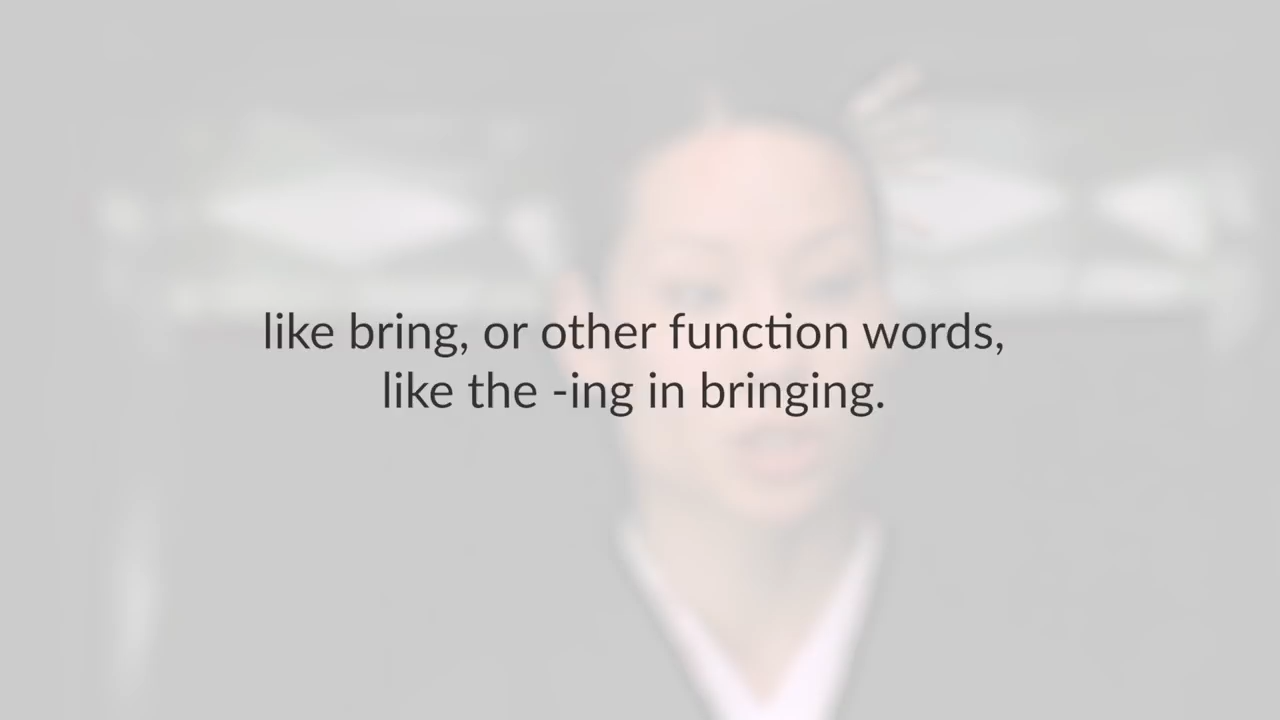 like bring, or other function words,
like the -ing in bringing.